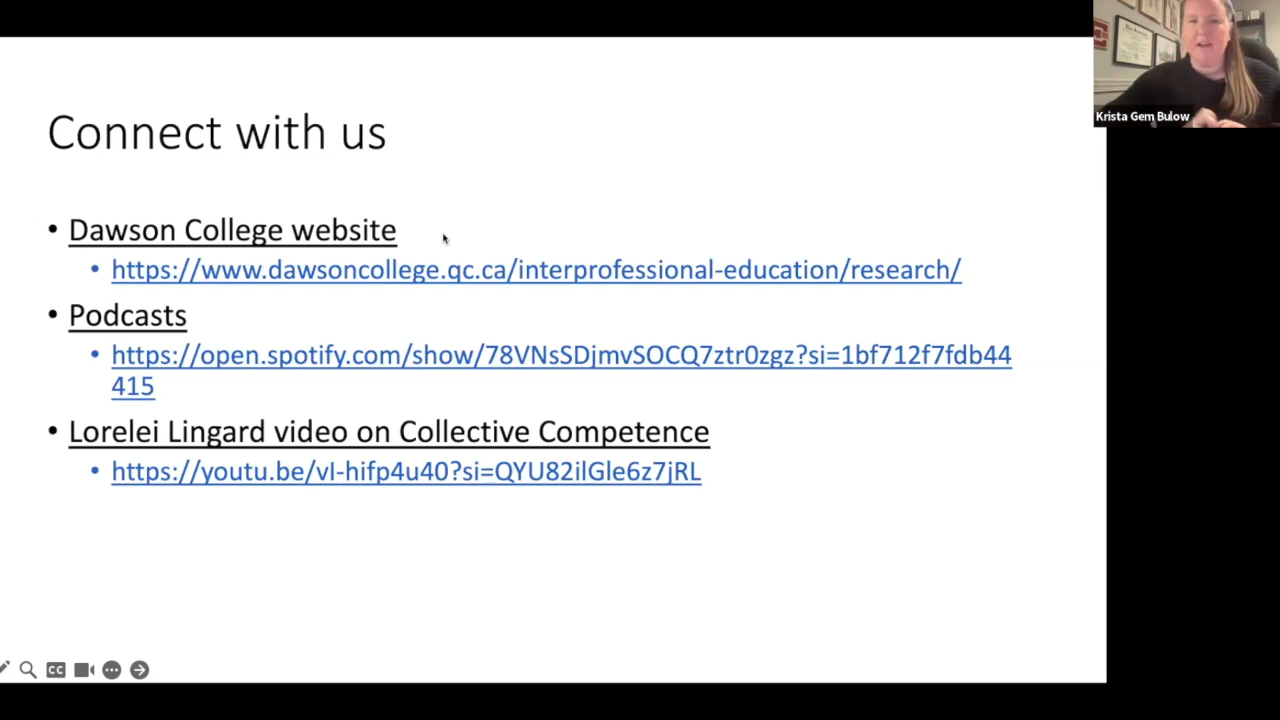 Connect with us
• Dawson College website
• https://www.dawsoncollege.qc.ca/interprofessional-education/research/
• Podcasts
• https://open.spotify.com/show/78VNsSDjmvSOCQ7ztr0zgz?si=1bf712f7fdb44
415
• Lorelei Lingard video on Collective Competence
• https://youtu.be/vI-hifp4u40?si=QYU82ilGle6z7jRL
Krista Gem Bulow
CC